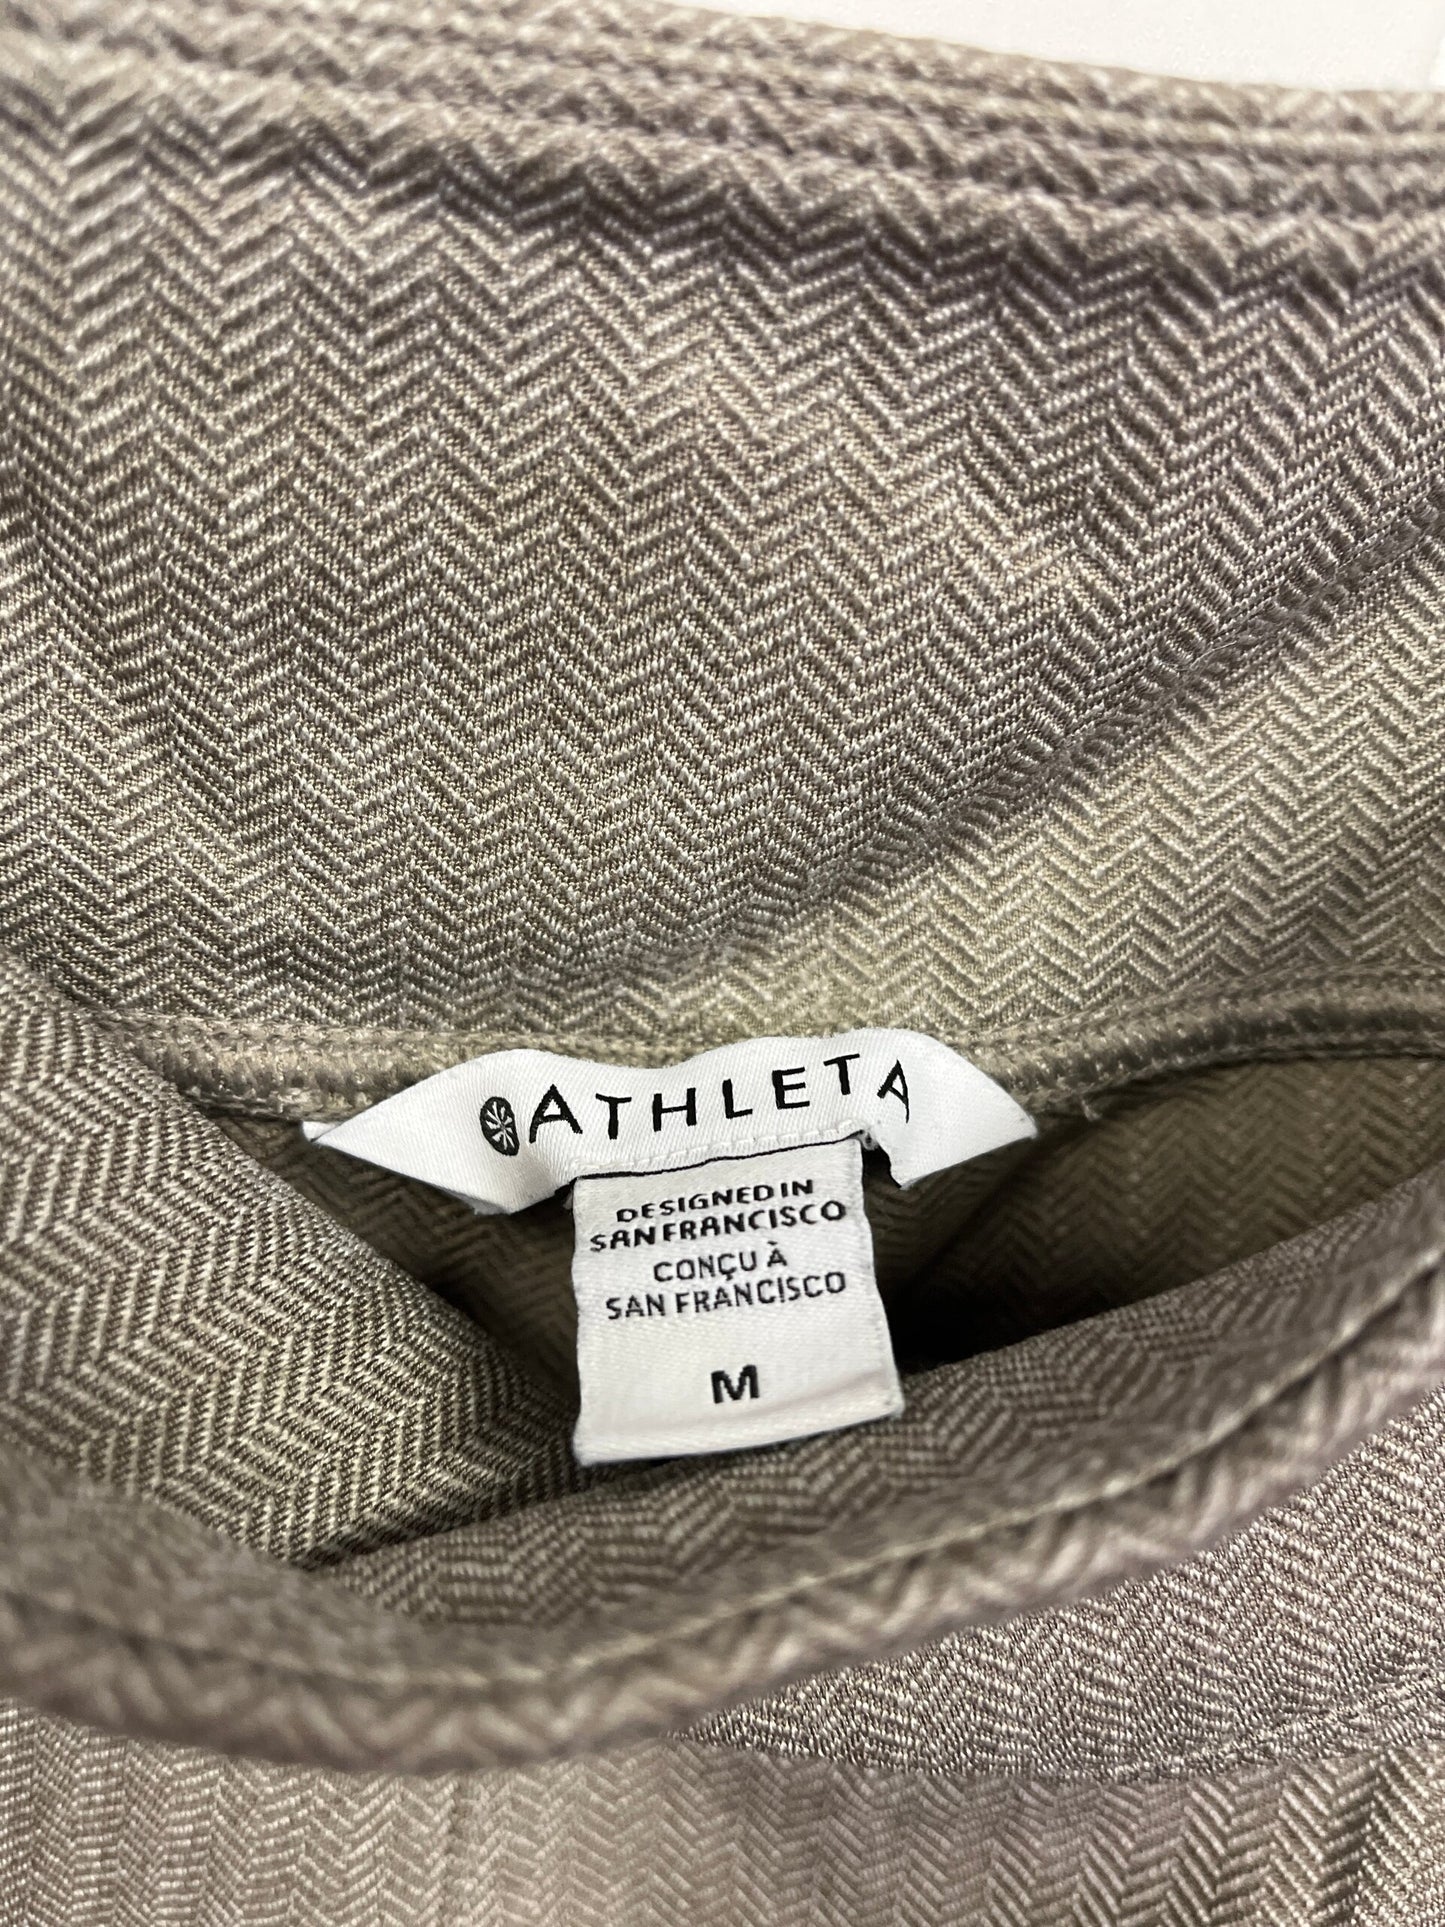 ATHLETA
DESIGNED IN
SAN FRANCISCO
CONÇU À
SAN FRANCISCO
M